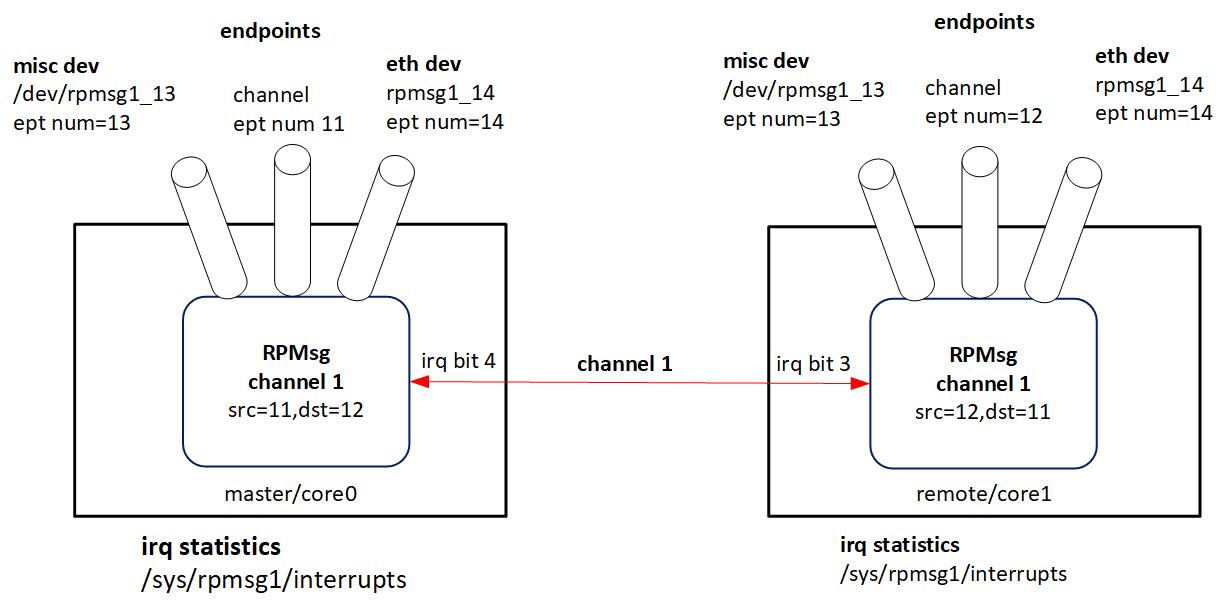 endpoints
misc dev
/dev/rpmsg1_13
ept num=13
channel
ept num 11
eth dev
rpmsg1_14
ept num=14
RPMsg
channel 1
src=11,dst=12
irq bit 4
master/core0
irq statistics
/sys/rpmsg1/interrupts
channel 1
endpoints
misc dev
/dev/rpmsg1_13
ept num=13
channel
ept num=12
eth dev
rpmsg1_14
ept num=14
irq bit 3
RPMsg
channel 1
src=12,dst=11
remote/core1
irq statistics
/sys/rpmsg1/interrupts